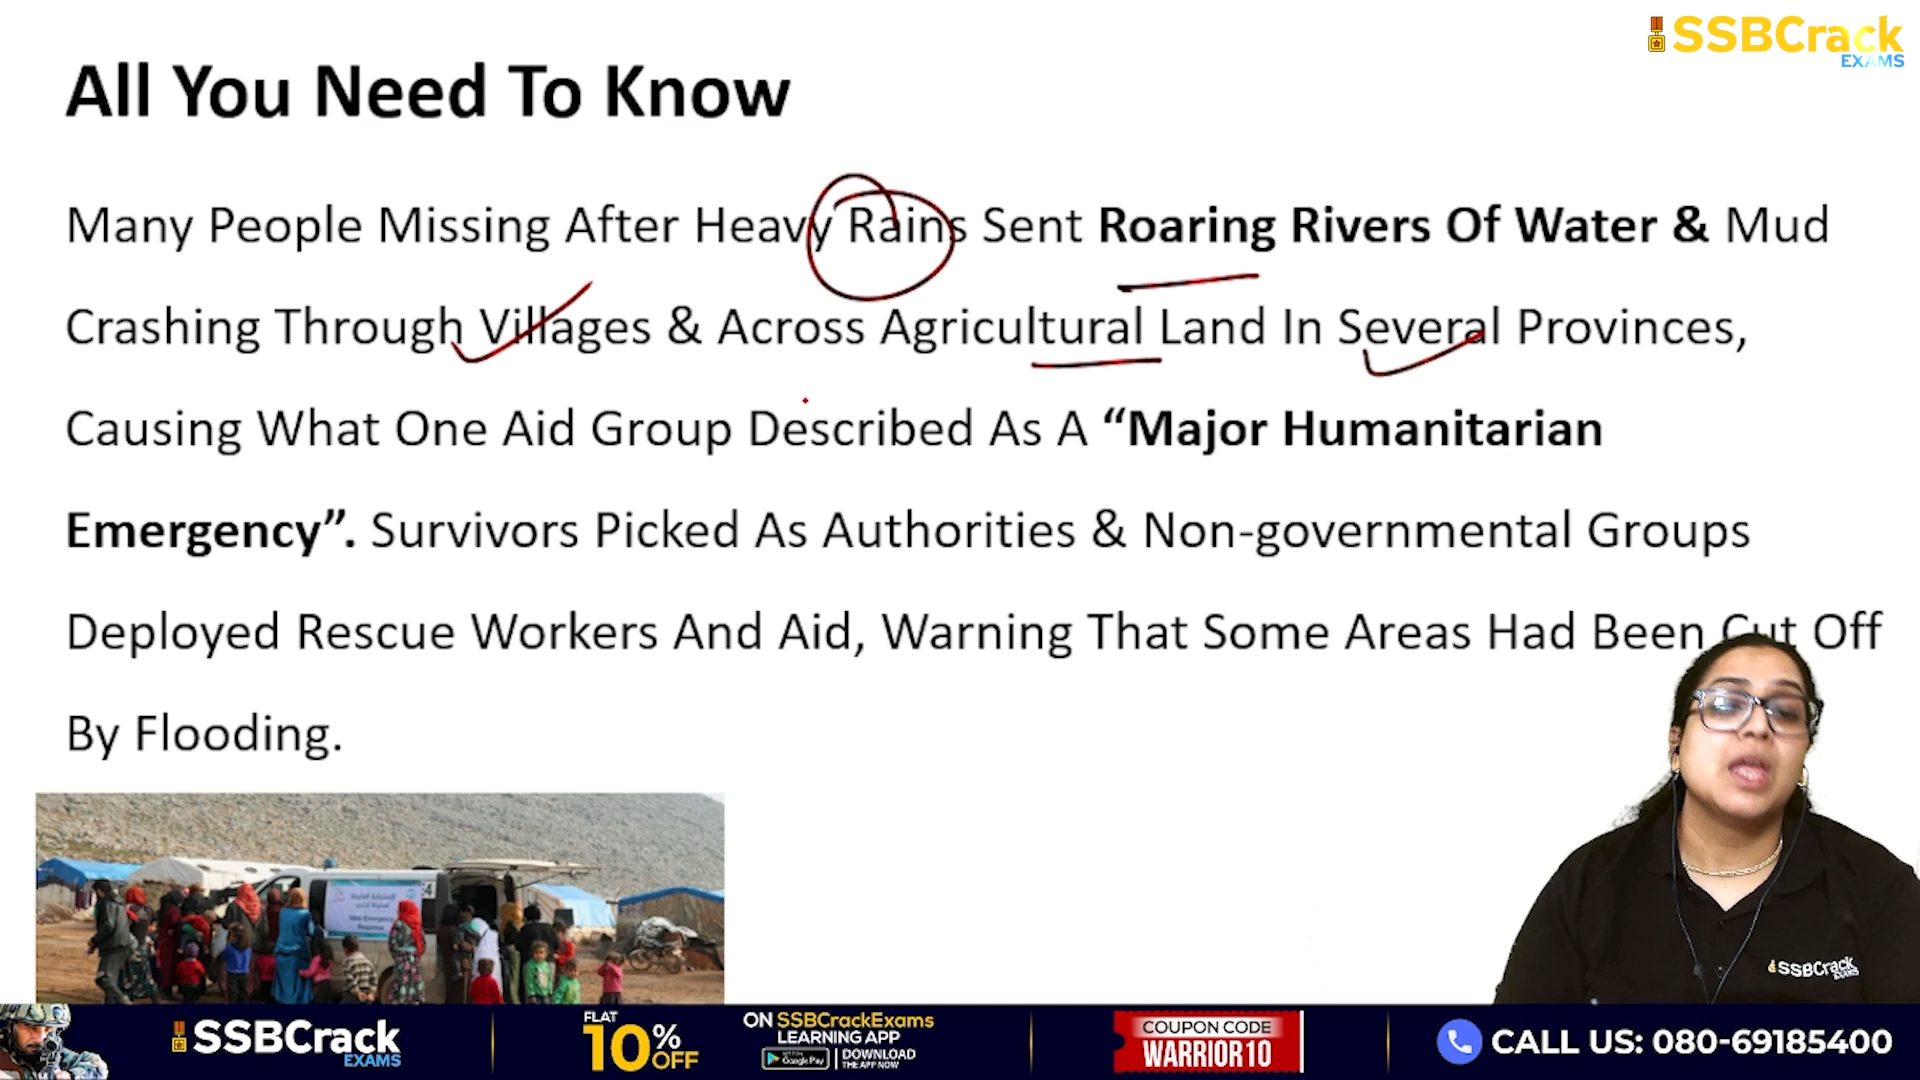 SSBCrack
EXAMS
All You Need To Know
Many People Missing After Heavy Rains Sent Roaring Rivers Of Water & Mud
Crashing Through Villages & Across Agricultural Land In Several Provinces,
Causing What One Aid Group Described As A “Major Humanitarian
Emergency”. Survivors Picked As Authorities & Non-governmental Groups
Deployed Rescue Workers And Aid, Warning That Some Areas Had Been Cut Off
By Flooding.
SSBCrack
EXAMS
SSBCrack
EXAMS
FLAT
10% OFF
ON SSBCrackExams
LEARNING APP
Google Play
DOWNLOAD
THE APP NOW
COUPON CODE
WARRIOR10
CALL US: 080-69185400